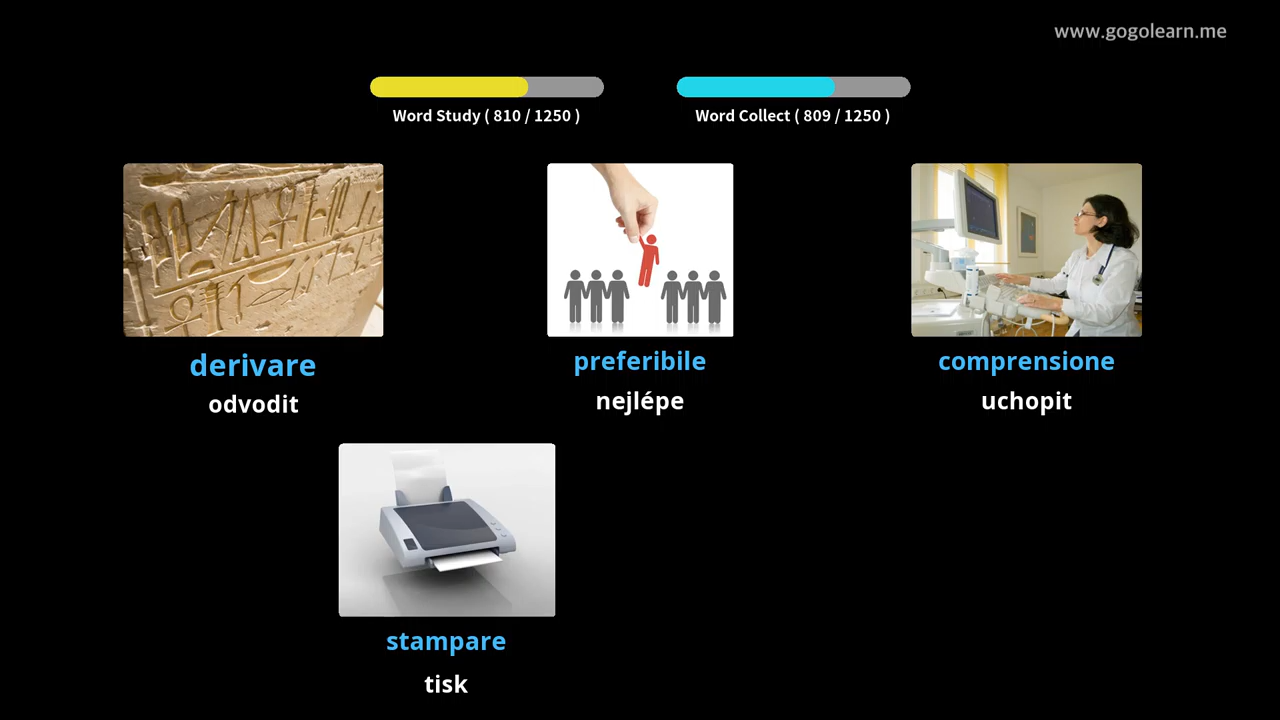 www.gogolearn.me
Word Study ( 810 / 1250 )
Word Collect ( 809 / 1250 )
derivare
odvodit
preferibile
nejlépe
comprensione
uchopit
stampare
tisk